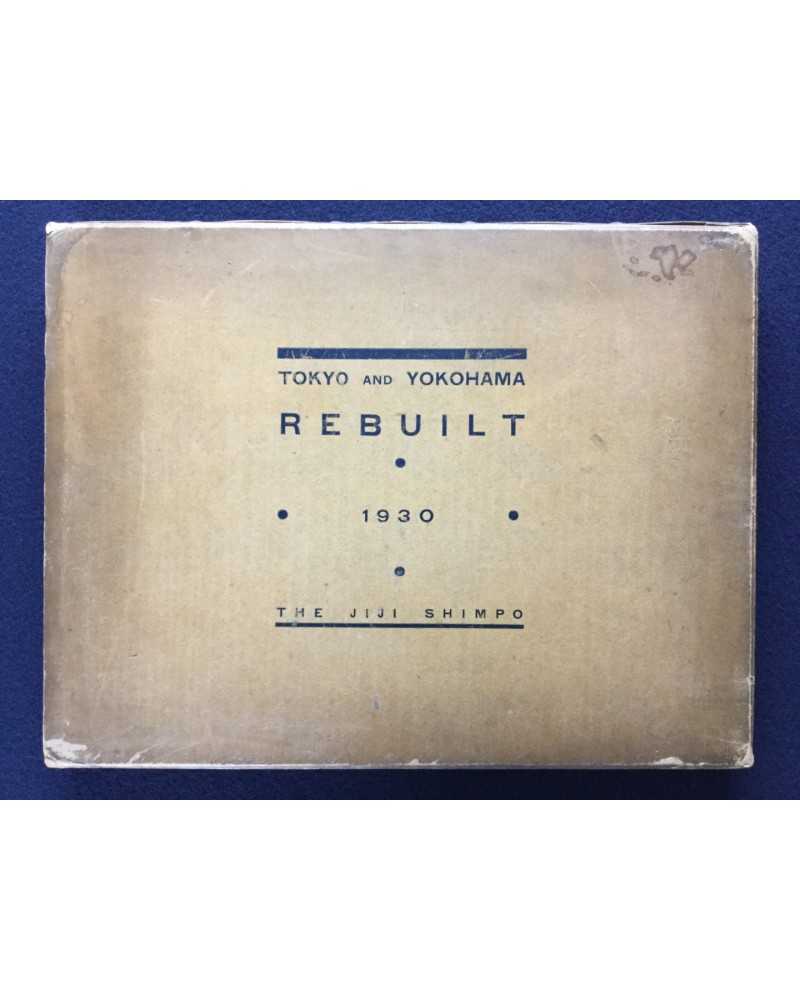 TOKYO AND YOKOHAMA
REBUILT
1930
THE JIJI SHIMPO